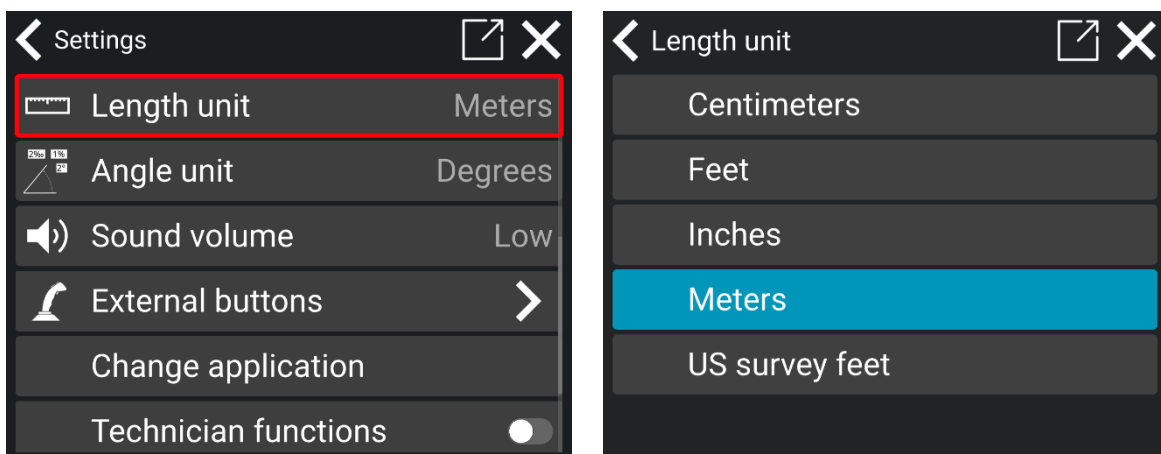 Settings
Length unit Meters
2‰ 1%
2°
Angle unit Degrees
Sound volume Low
External buttons
Change application
Technician functions
Length unit
Centimeters
Feet
Inches
Meters
US survey feet